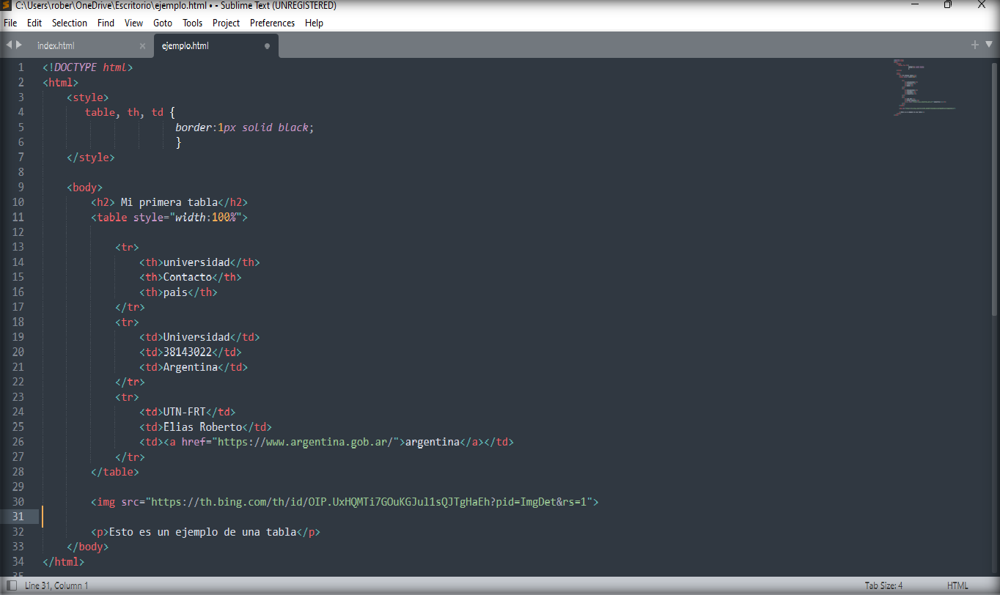 C:\Users\rober\OneDrive\Escritorio\ejemplo.html • - Sublime Text (UNREGISTERED)
File Edit Selection Find View Goto Tools Project Preferences Help
index.html ejemplo.html
1 <!DOCTYPE html>
2 <html>
3 <style>
4 table, th, td {
5 border:1px solid black;
6 }
7 </style>
8
9 <body>
10 <h2> Mi primera tabla</h2>
11 <table style="width:100%">
12
13 <tr>
14 <th>universidad</th>
15 <th>Contacto</th>
16 <th>pais</th>
17 </tr>
18 <tr>
19 <td>Universidad</td>
20 <td>38143022</td>
21 <td>Argentina</td>
22 </tr>
23 <tr>
24 <td>UTN-FRT</td>
25 <td>Elias Roberto</td>
26 <td><a href="https://www.argentina.gob.ar/">argentina</a></td>
27 </tr>
28 </table>
29
30 <img src="https://th.bing.com/th/id/OIP.UxHQMTi7GOuKGJul1sQJTgHaEh?pid=ImgDet&rs=1">
31
32 <p>Esto es un ejemplo de una tabla</p>
33 </body>
34 </html>
35
Line 31, Column 1 Tab Size: 4 HTML